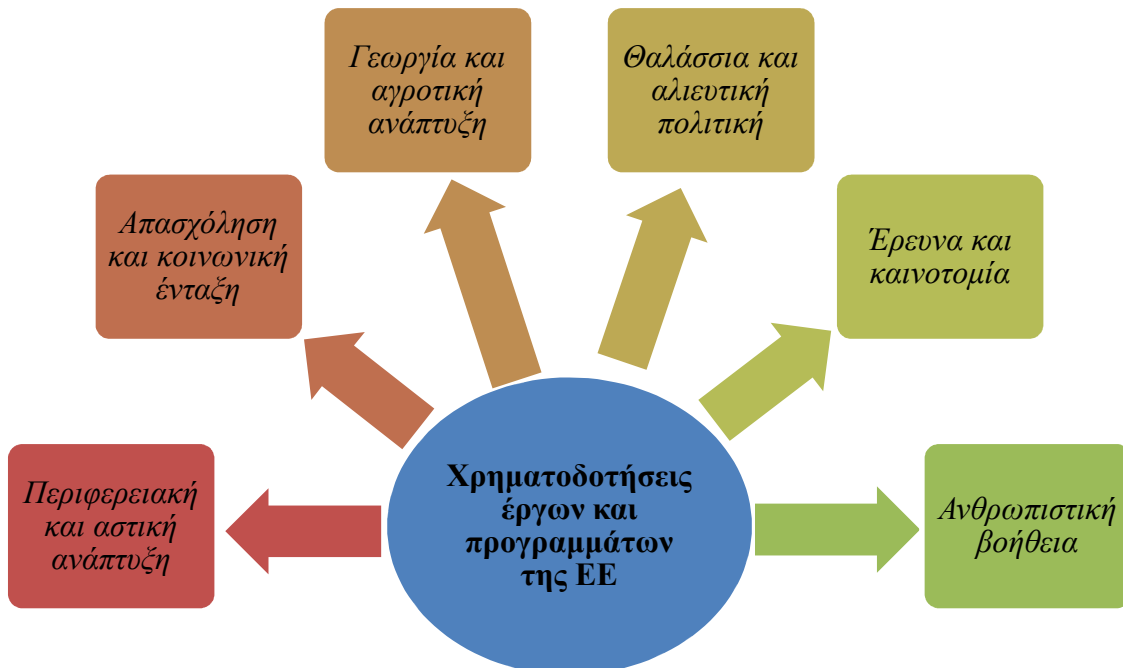 Γεωργία και
αγροτική
ανάπτυξη
Θαλάσσια και
αλιευτική
πολιτική
Απασχόληση
και κοινωνική
ένταξη
Έρευνα και
καινοτομία
Περιφερειακή
και αστική
ανάπτυξη
Χρηματοδοτήσεις
έργων και
προγραμμάτων
της ΕΕ
Ανθρωπιστική
βοήθεια